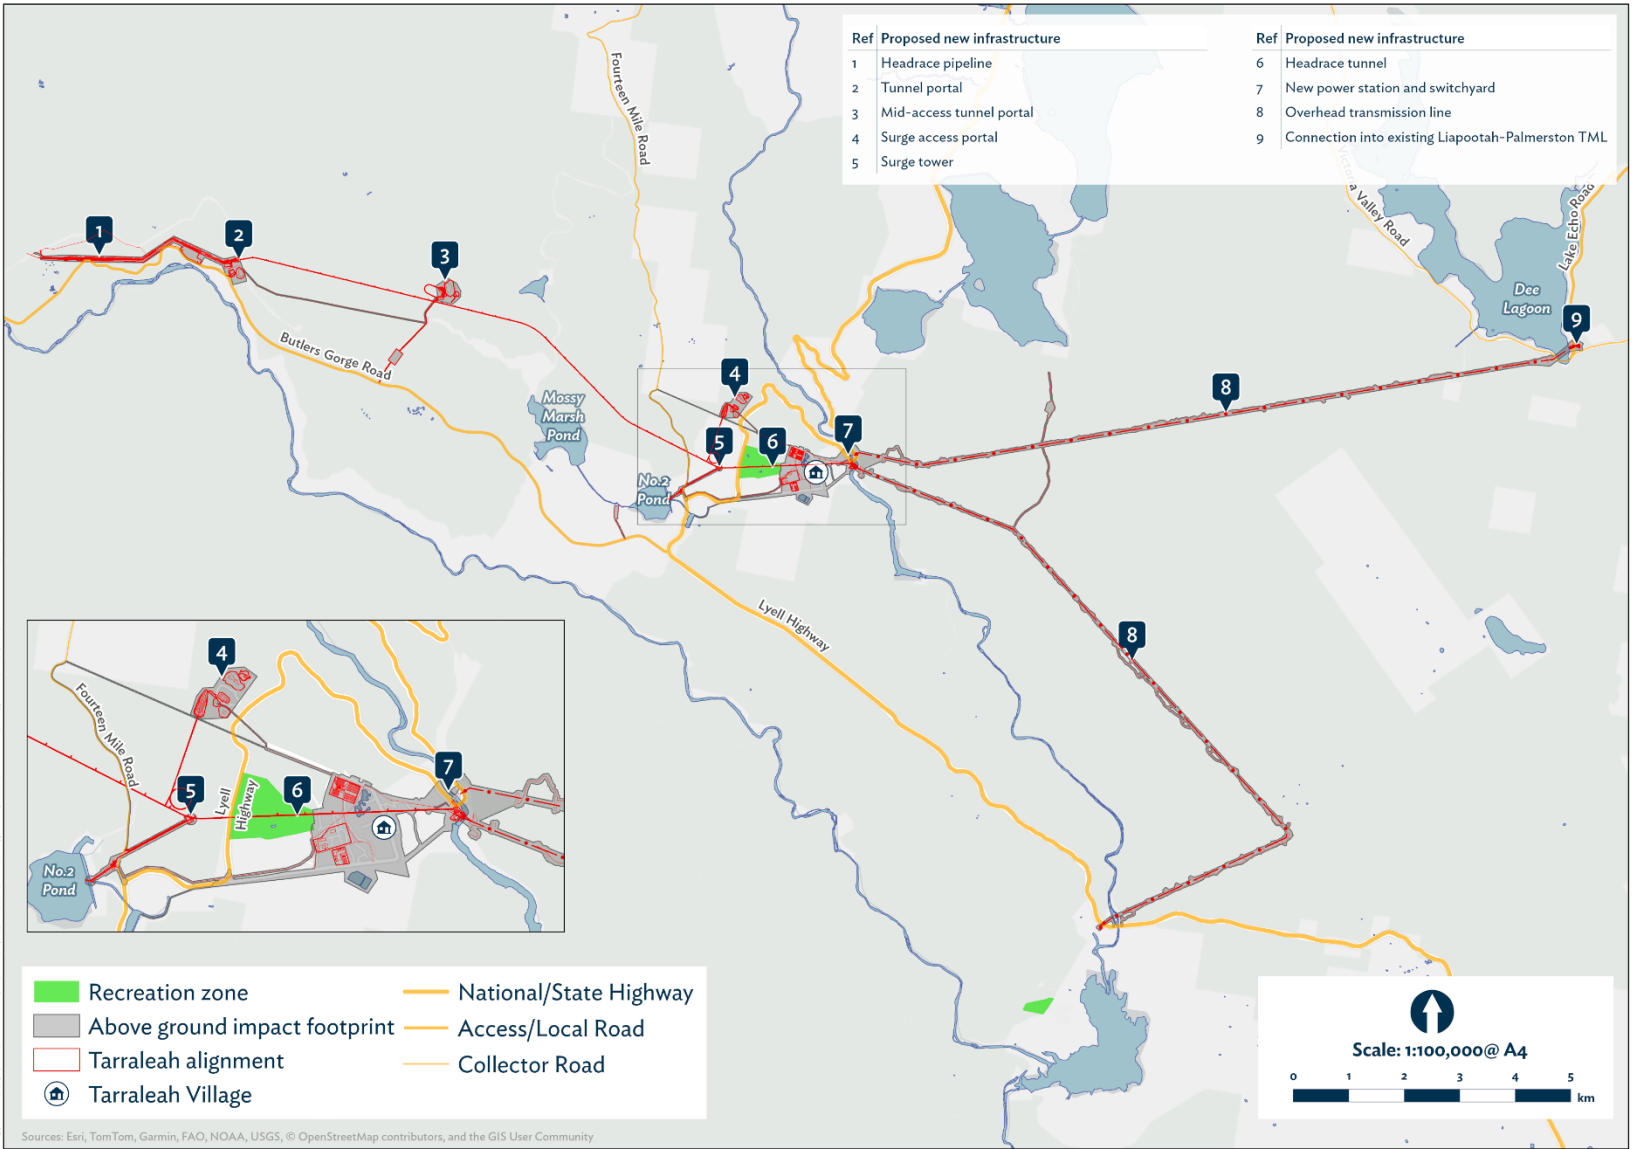 Ref Proposed new infrastructure
1 Headrace pipeline
2 Tunnel portal
3 Mid-access tunnel portal
4 Surge access portal
5 Surge tower
Ref Proposed new infrastructure
6 Headrace tunnel
7 New power station and switchyard
8 Overhead transmission line
9 Connection into existing Liapootah-Palmerston TML
Fourteen Mile Road
Victoria Valley Road
Lake Echo Road
Dee
Lagoon
1
2
3
9
8
Butlers Gorge Road
Mossy
Marsh
Pond
4
5
6
7
No.2
Pond
Lyell Highway
8
4
Fourteen Mile Road
5
Lyell
Highway
6
7
No.2
Pond
Recreation zone
Above ground impact footprint
Tarraleah alignment
Tarraleah Village
National/State Highway
Access/Local Road
Collector Road
Scale: 1:100,000@ A4
0 1 2 3 4 5
km
Sources: Esri, TomTom, Garmin, FAO, NOAA, USGS, © OpenStreetMap contributors, and the GIS User Community